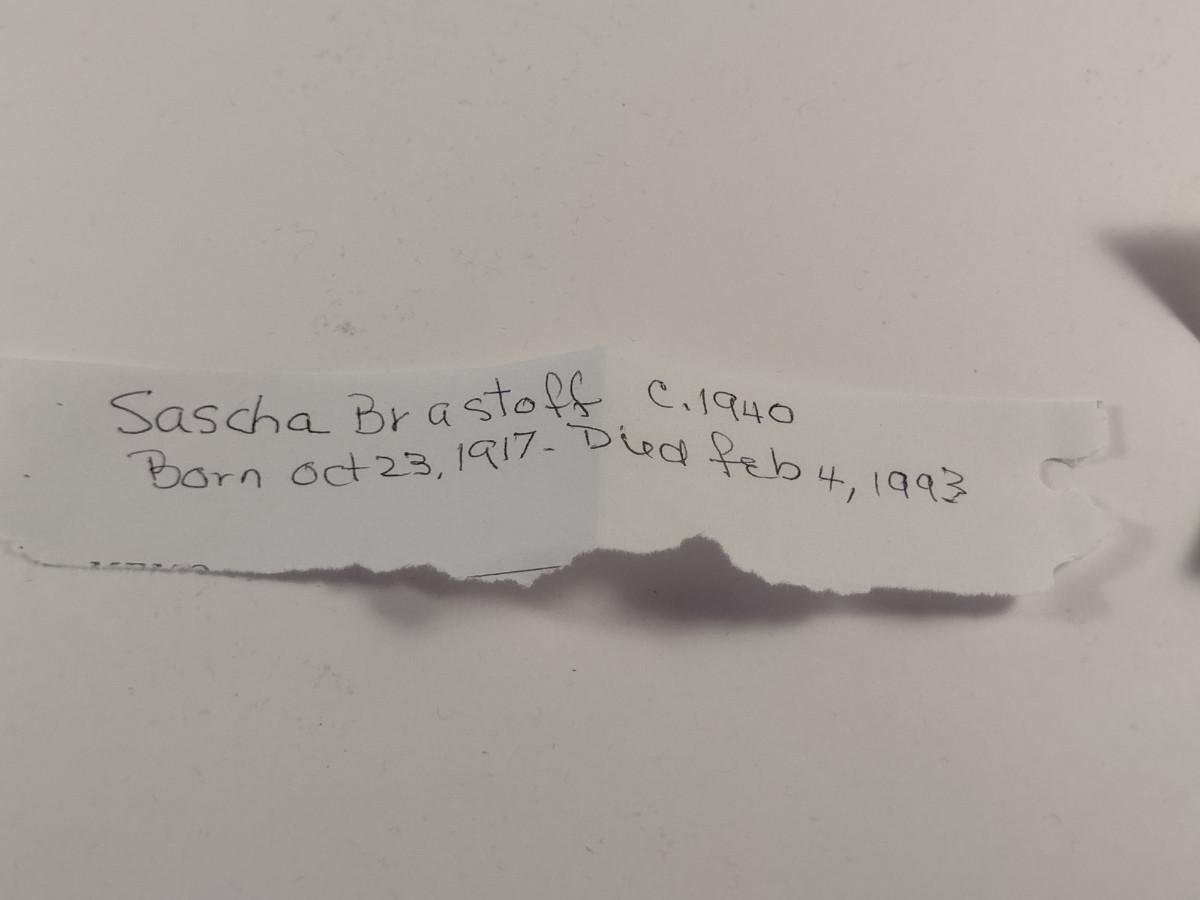 Sascha Brastoff C.1940
Born Oct 23, 1917- Died feb 4, 1993